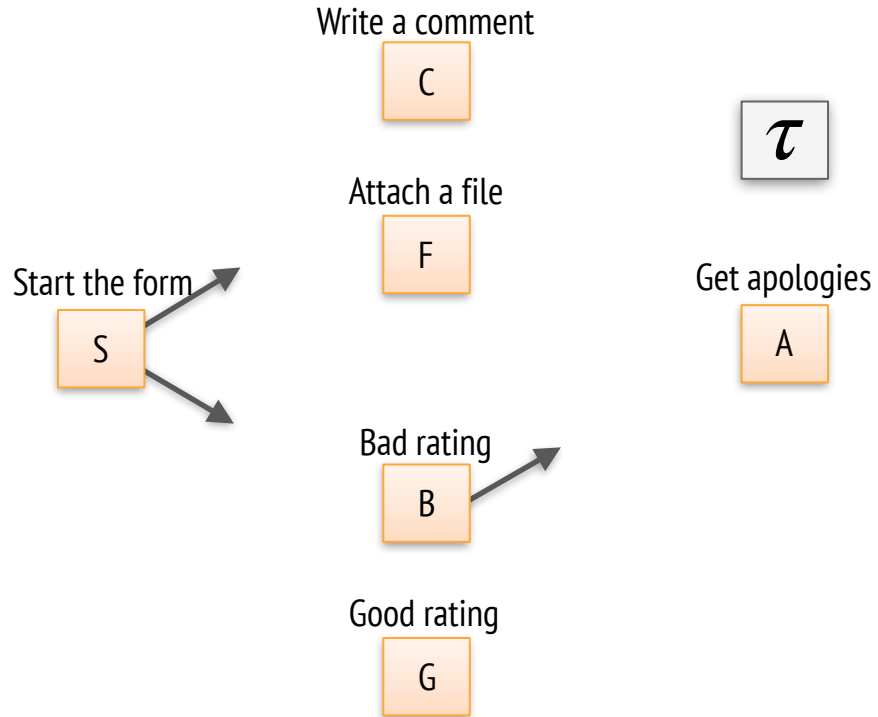 Write a comment
C
τ
Attach a file
F
Start the form
S
Get apologies
A
Bad rating
B
Good rating
G